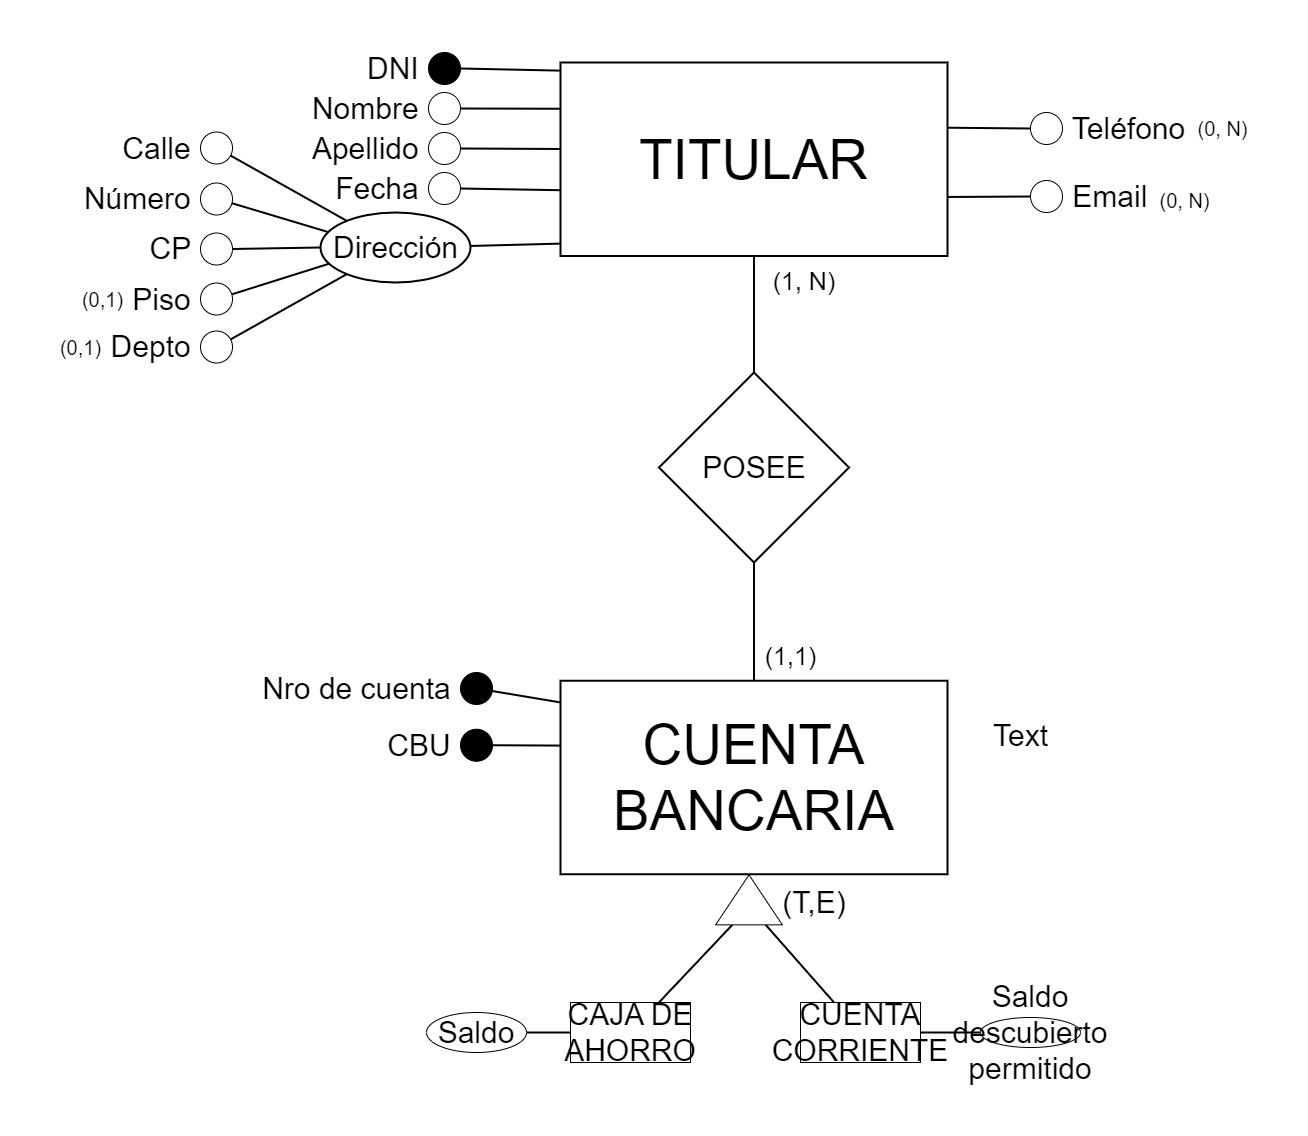 DNI
Nombre
Apellido
Fecha
Calle
Número
CP
(0,1) Piso
(0,1) Depto
Dirección
TITULAR
Teléfono (0, N)
Email (0, N)
(1, N)
POSEE
(1,1)
Nro de cuenta
CBU
CUENTA
BANCARIA
Text
(T,E)
Saldo
CAJA DE
AHORRO
CUENTA
CORRIENTE
Saldo
descubierto
permitido